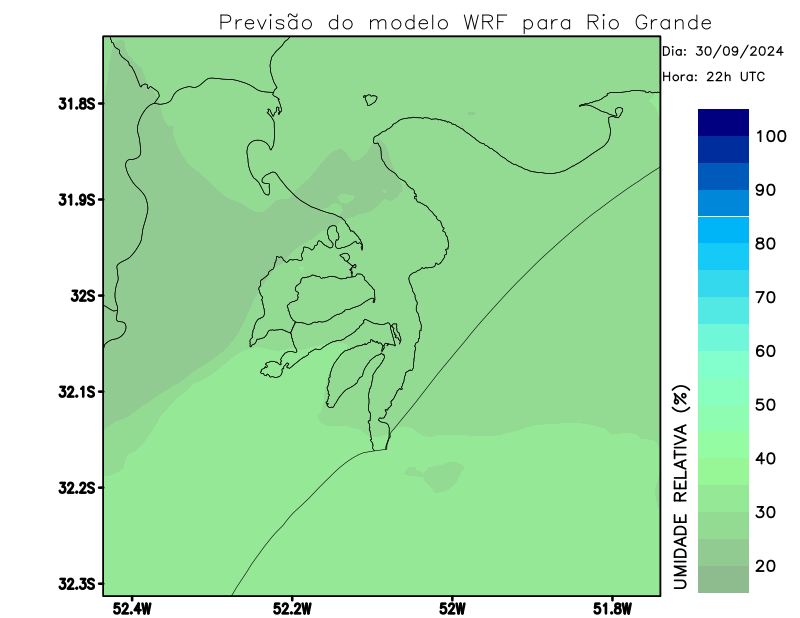 Previsão do modelo WRF para Rio Grande
Dia: 30/09/2024
Hora: 22h UTC
31.8S
31.9S
32S
32.1S
32.2S
32.3S
52.4W
52.2W
52W
51.8W
100
90
80
70
60
50
40
30
20
UMIDADE RELATIVA (%)